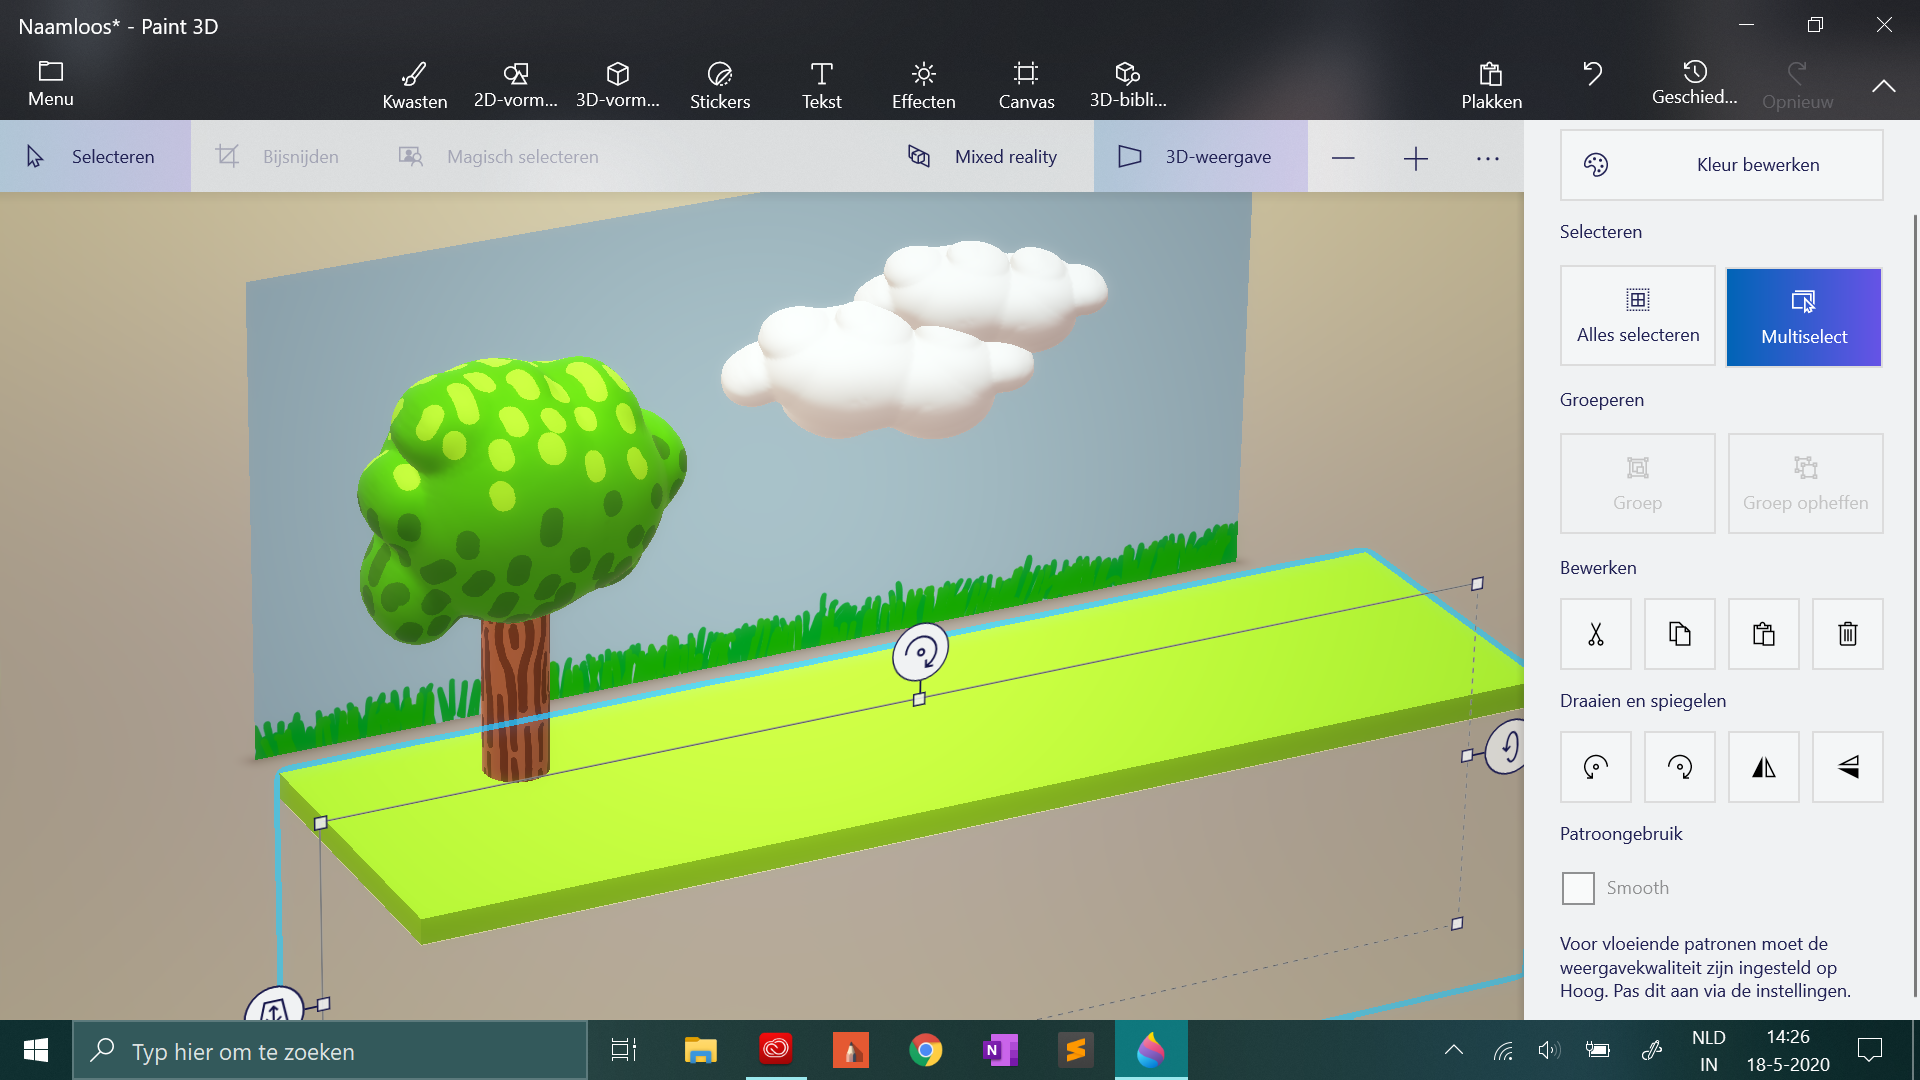 Naamloos* - Paint 3D
Menu
Kwasten
2D-vorm...
3D-vorm...
Stickers
Tekst
Effecten
Canvas
3D-bibli...
Plakken
Geschied...
Opnieuw
Selecteren
Bijsnijden
Magisch selecteren
Mixed reality
3D-weergave
Kleur bewerken
Selecteren
Alles selecteren
Multiselect
Groeperen
Groep
Groep opheffen
Bewerken
Draaien en spiegelen
Patroongebruik
Smooth
Voor vloeiende patronen moet de
weergavekwaliteit zijn ingesteld op
Hoog. Pas dit aan via de instellingen.
Typ hier om te zoeken
N
NLD
IN
14:26
18-5-2020